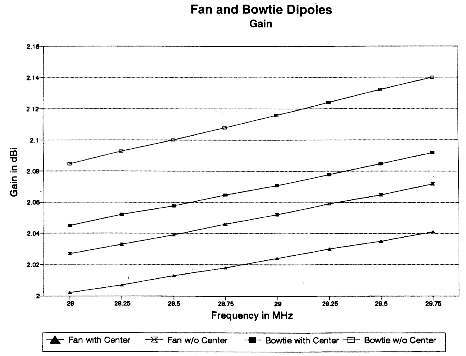 Fan and Bowtie Dipoles
Gain
2.16
2.14
2.12
2.1
2.08
2.06
2.04
2.02
2
Gain in dBi
28 28.25 28.5 28.75 29 29.25 29.5 29.75
Frequency in MHz
Fan with Center Fan w/o Center Bowtie with Center Bowtie w/o Center